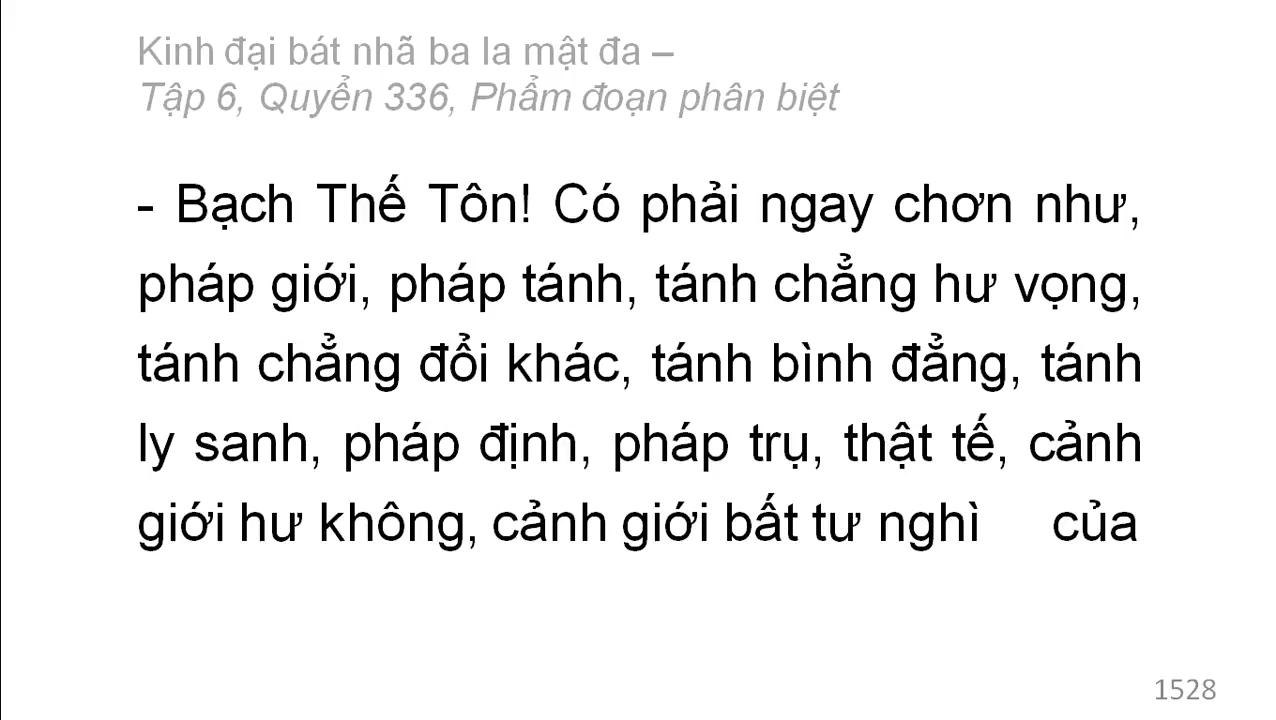 Kinh đại bát nhã ba la mật đa –
Tập 6, Quyển 336, Phẩm đoạn phân biệt
- Bạch Thế Tôn! Có phải ngay chơn như,
pháp giới, pháp tánh, tánh chẳng hư vọng,
tánh chẳng đổi khác, tánh bình đẳng, tánh
ly sanh, pháp định, pháp trụ, thật tế, cảnh
giới hư không, cảnh giới bất tư nghì của
1528